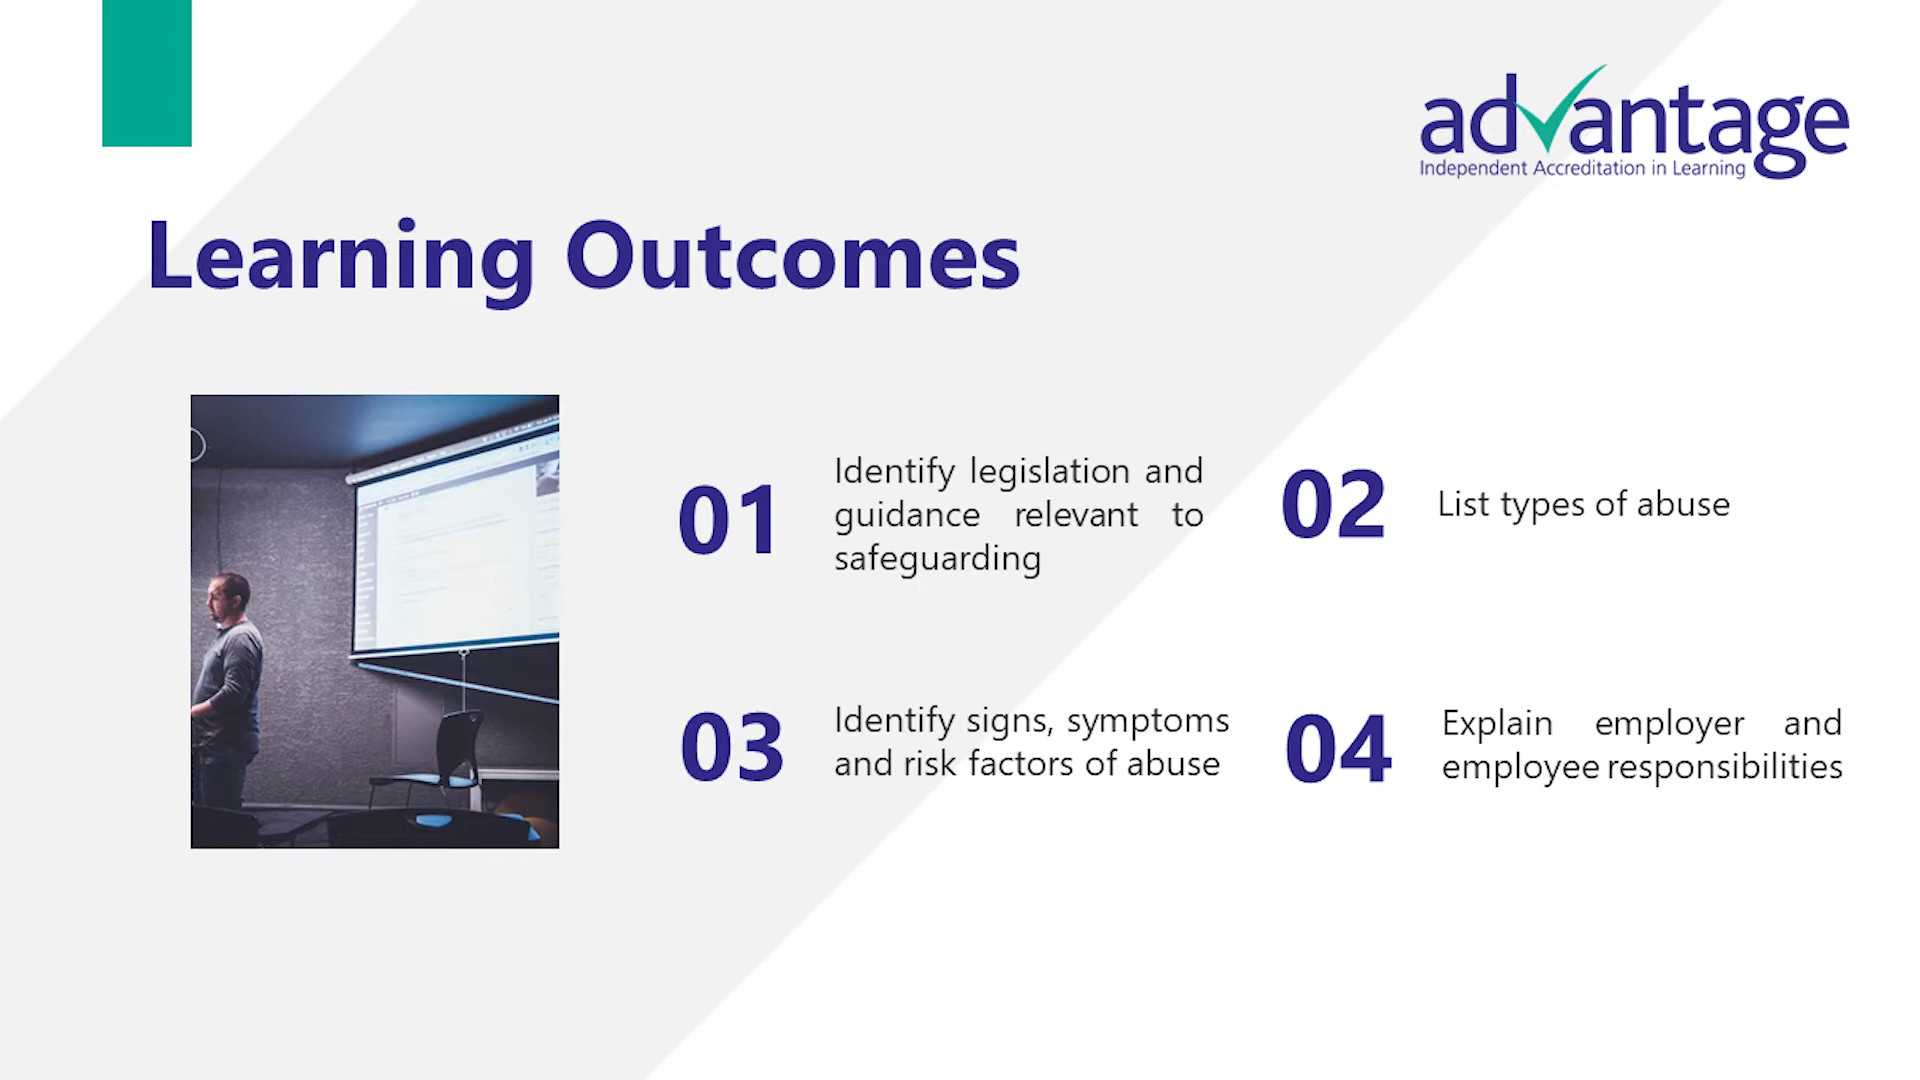 advantage
Independent Accreditation in Learning
Learning Outcomes
01
Identify legislation and
guidance relevant to
safeguarding
02
List types of abuse
03
Identify signs, symptoms
and risk factors of abuse
04
Explain employer and
employee responsibilities